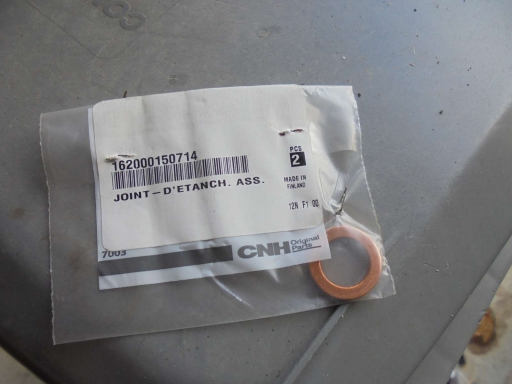 162000150714
JOINT-D'ETANCH. ASS.
PCS
2
MADE IN
FINLAND
12N F1 00
7003
CNH Original
Parts